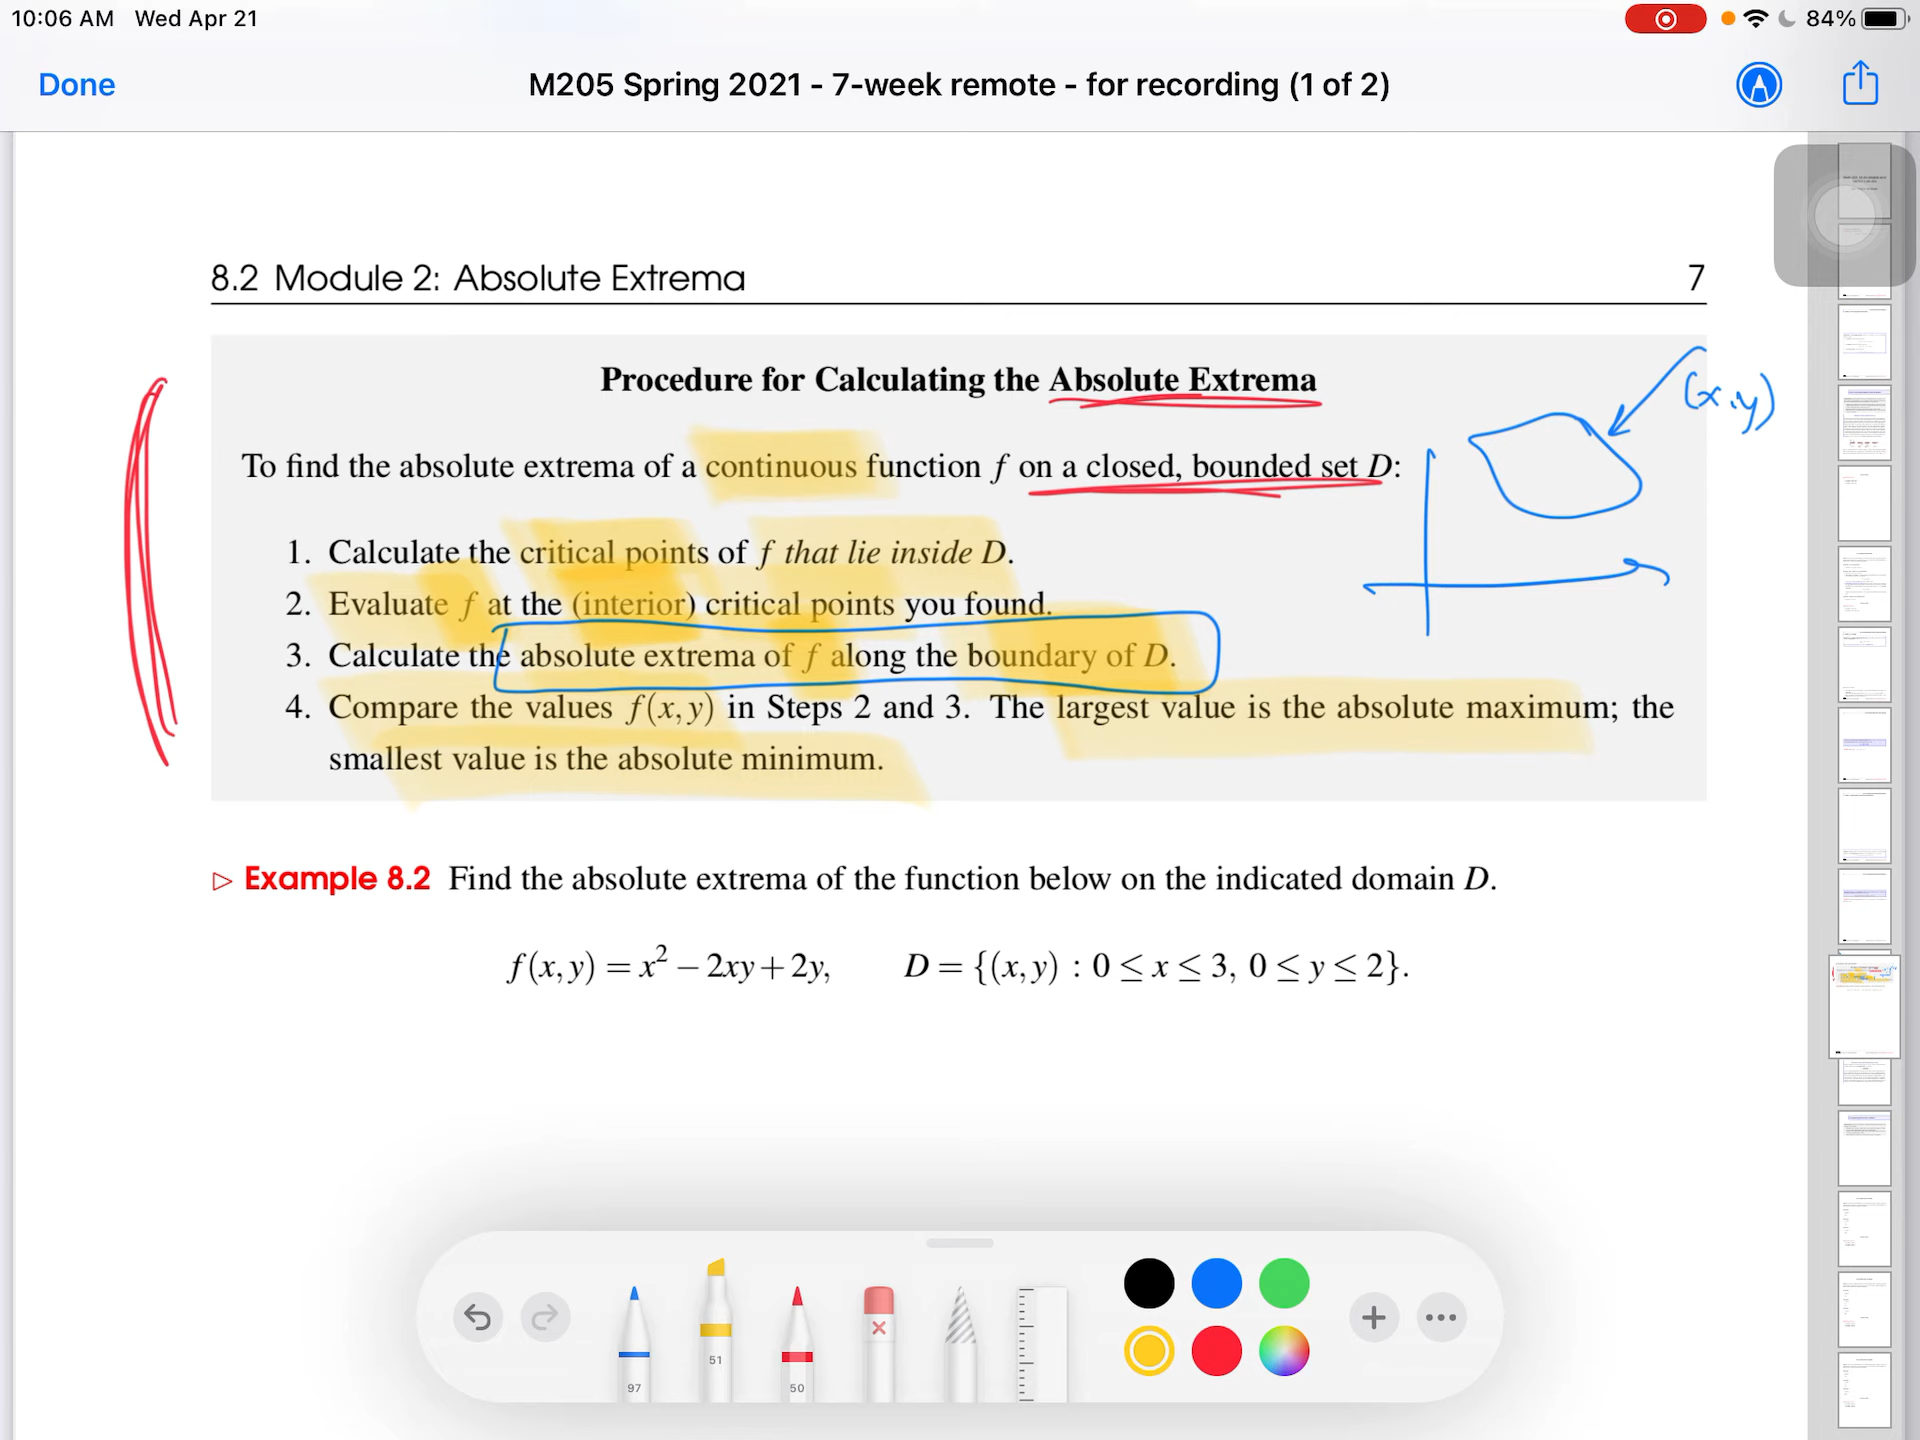 10:06 AM Wed Apr 21
84%
Done
M205 Spring 2021 - 7-week remote - for recording (1 of 2)
8.2 Module 2: Absolute Extrema 7
Procedure for Calculating the Absolute Extrema
(x,y)
To find the absolute extrema of a continuous function f on a closed, bounded set D:
1. Calculate the critical points of f that lie inside D.
2. Evaluate f at the (interior) critical points you found.
3. Calculate the absolute extrema of f along the boundary of D.
4. Compare the values f(x,y) in Steps 2 and 3. The largest value is the absolute maximum; the
smallest value is the absolute minimum.
▷ Example 8.2 Find the absolute extrema of the function below on the indicated domain D.
f(x,y) = x² − 2xy + 2y, D = {(x,y) : 0 ≤ x ≤ 3, 0 ≤ y ≤ 2}.
97
51
50